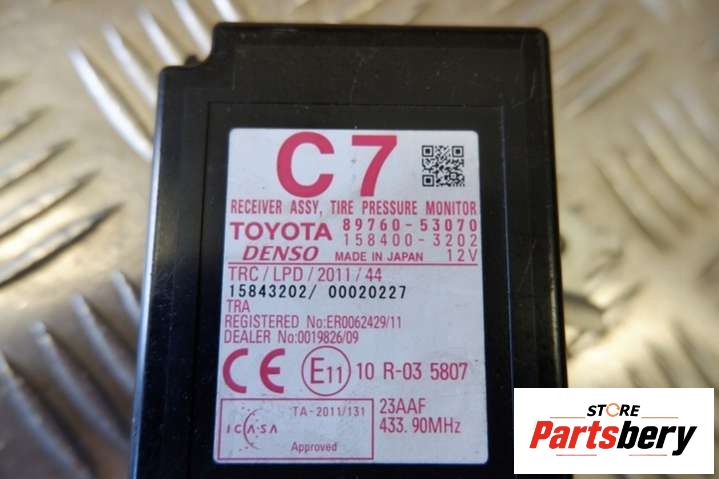 C7
RECEIVER ASSY, TIRE PRESSURE MONITOR
TOYOTA 89760-53070
158400-3202
DENSO MADE IN JAPAN 12V
TRC/LPD/2011/44
15843202/ 00020227
TRA
REGISTERED No:ER0062429/11
DEALER No:0019826/09
CE E11 10 R-03 5807
ICASA TA-2011/131
Approved
23AAF
433.90MHz
STORE
Partsbery